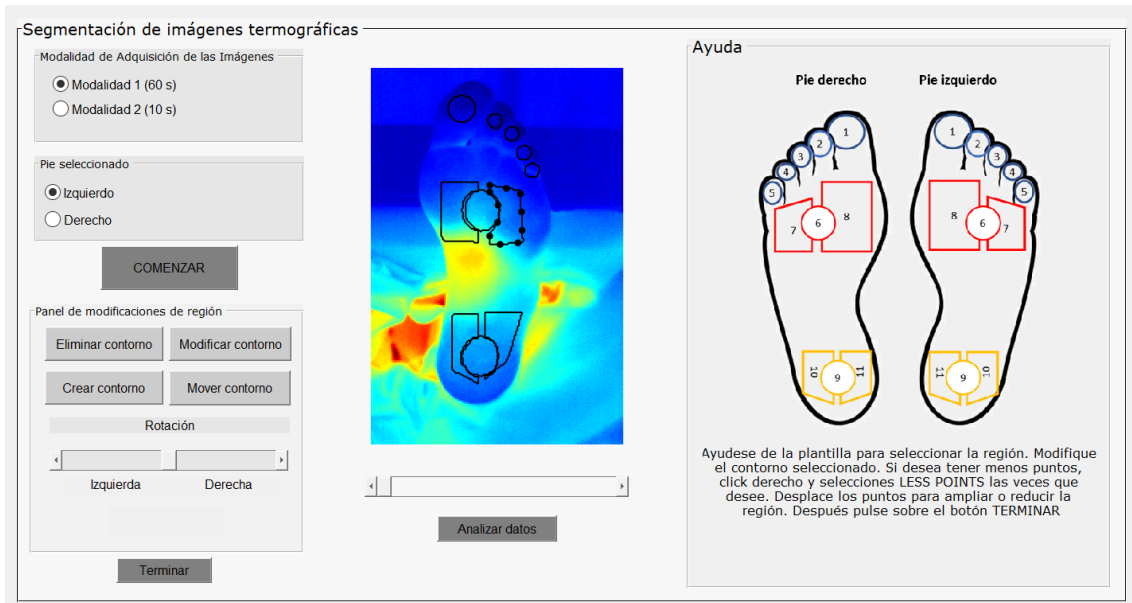 Segmentación de imágenes termográficas
Modalidad de Adquisición de las Imágenes
Modalidad 1 (60 s)
Modalidad 2 (10 s)
Pie seleccionado
Izquierdo
Derecho
COMENZAR
Panel de modificaciones de región
Eliminar contorno
Modificar contorno
Crear contorno
Mover contorno
Rotación
Izquierda
Derecha
Terminar
Analizar datos
Ayuda
Pie derecho
Pie izquierdo
1
2
3
4
5
6
7
8
9
10
11
1
2
3
4
5
8
6
7
11
9
10
Ayudese de la plantilla para seleccionar la región. Modifique
el contorno seleccionado. Si desea tener menos puntos,
click derecho y selecciones LESS POINTS las veces que
desee. Desplace los puntos para ampliar o reducir la
región. Después pulse sobre el botón TERMINAR